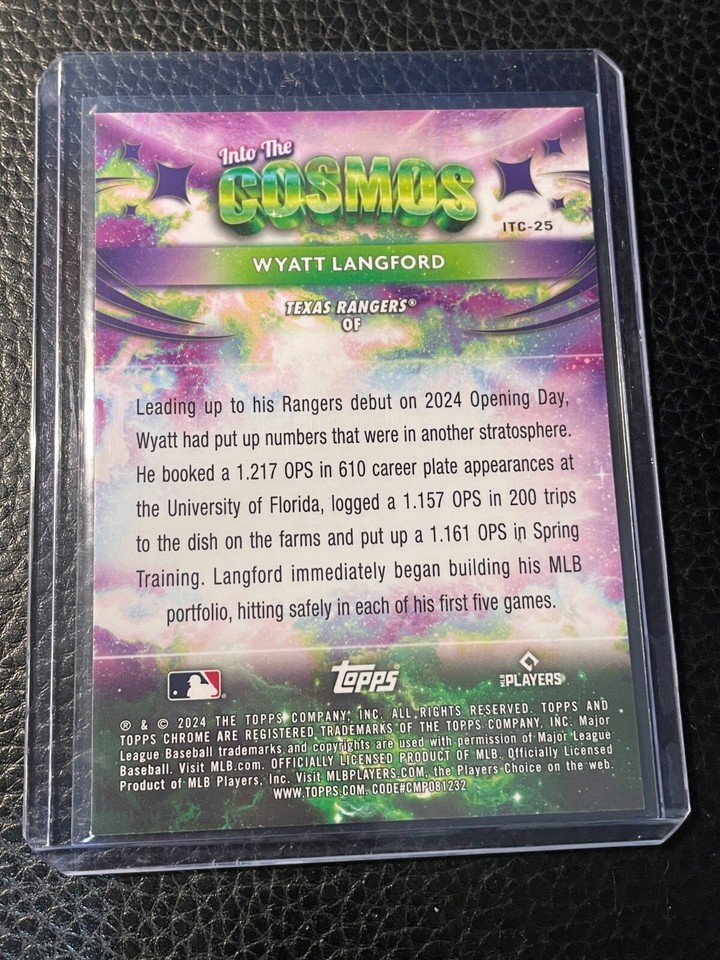 Into The
COSMOS
ITC-25
WYATT LANGFORD
TEXAS RANGERS®
OF
Leading up to his Rangers debut on 2024 Opening Day,
Wyatt had put up numbers that were in another stratosphere.
He booked a 1.217 OPS in 610 career plate appearances at
the University of Florida, logged a 1.157 OPS in 200 trips
to the dish on the farms and put up a 1.161 OPS in Spring
Training. Langford immediately began building his MLB
portfolio, hitting safely in each of his first five games.
topps®
MLB PLAYERS
® & © 2024 THE TOPPS COMPANY, INC. ALL RIGHTS RESERVED. TOPPS AND
TOPPS CHROME ARE REGISTERED TRADEMARKS OF THE TOPPS COMPANY, INC. Major
League Baseball trademarks and copyrights are used with permission of Major League
Baseball. Visit MLB.com. OFFICIALLY LICENSED PRODUCT OF MLB. Officially Licensed
Product of MLB Players, Inc. Visit MLBPLAYERS.COM, the Players Choice on the web.
WWW.TOPPS.COM. CODE#CMP081232